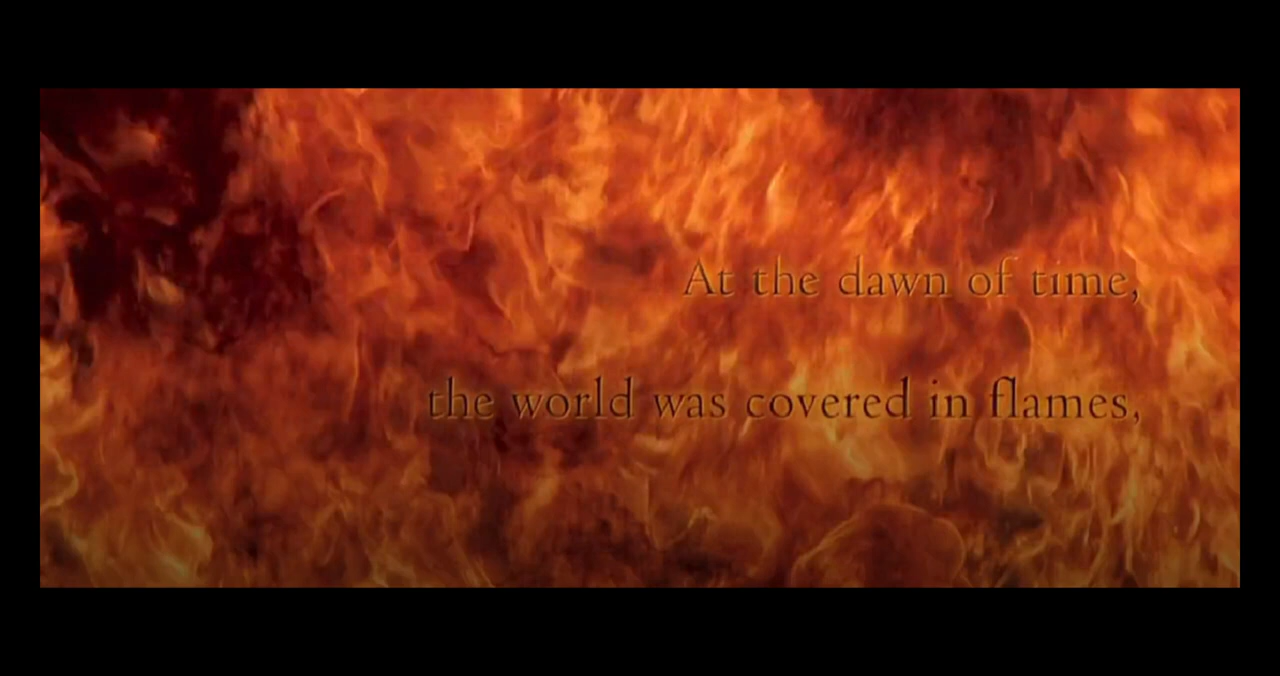 At the dawn of time,
the world was covered in flames,